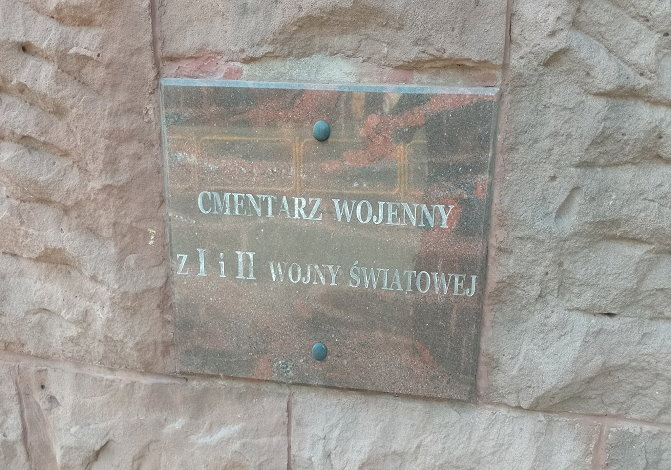 CMENTARZ WOJENNY
z I i II WOJNY ŚWIATOWEJ